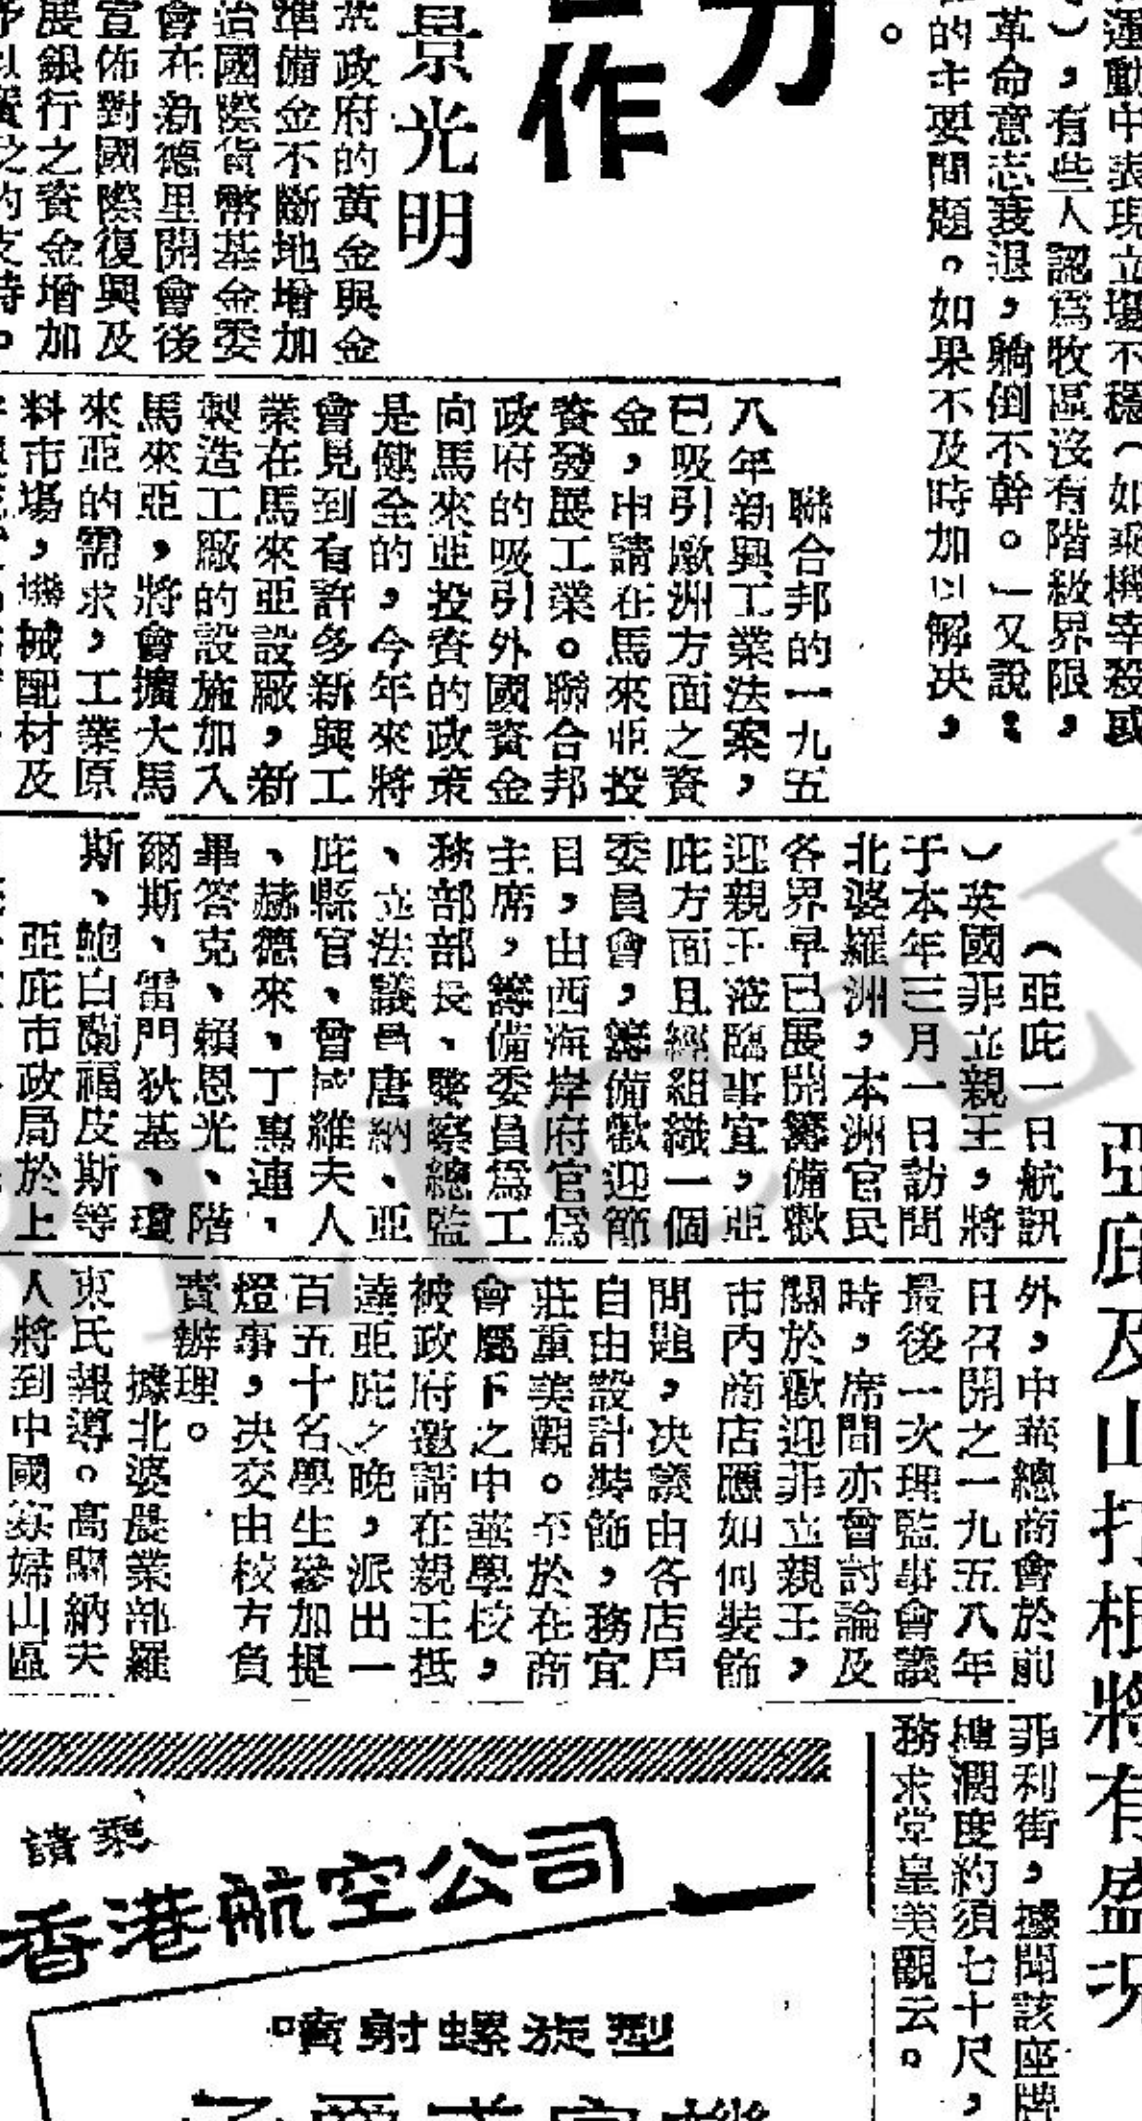 運動中表現立場不穩（如乘機宰殺或
），有些人認爲牧區沒有階級界限，
革命意志衰退，躺倒不幹。」又說：
的主要問題。如果不及時加以解決，
。
力
作
景光明
政府的黃金與金
準備金不斷地增加
治國際貨幣基金委
會在新德里開會後
宣佈對國際復興及
展銀行之資金增加
予以實之的支持。
聯合邦的一九五
八年新興工業法案，
已吸引歐洲方面之資
金，申請在馬來亞投
資發展工業。聯合邦
政府的吸引外國資金
向馬來亞投資的政策
是健全的，今年來將
會見到有許多新興工
業在馬來亞設廠，新
製造工廠的設施加入
馬來亞，將會擴大馬
來亞的需求，工業原
料市場，機械配材及
亞庇及山打根將有盛況
（亞庇一日航訊
）英國菲立親王，將
于本年三月一日訪問
北婆羅洲，本洲官民
各界早已展開籌備歡
迎親王蒞臨事宜，亞
庇方面且經組織一個
委員會，籌備歡迎節
目，由西海岸府官爲
主席，籌備委員爲工
務部部長、警察總監
、立法議員唐納、亞
庇縣官、曾國維夫人
、赫德來、丁惠連、
畢答克、賴恩光、階
爾斯、雷門狄基、瓊
斯、鮑白蘭福皮斯等
亞庇市政局於上
外，中華總商會於前
日召開之一九五八年
最後一次理監事會議
時，席間亦會討論及
關於歡迎菲立親王，
市內商店應如何裝飾
問題，決議由各店戶
自由設計裝飾，務宜
莊重美觀。至於在商
會屬下之中華學校，
被政府邀請在親王抵
達亞庇之晚，派出一
百五十名學生參加提
燈事，決交由校方負
責辦理。
據北婆農業部羅
東民報導。高關納夫
人將到中國寡婦山區
菲利街，據聞該座牌
樓濶度約須七十尺，
務求堂皇美觀云。
請乘
香港航空公司
噴射螺旋型